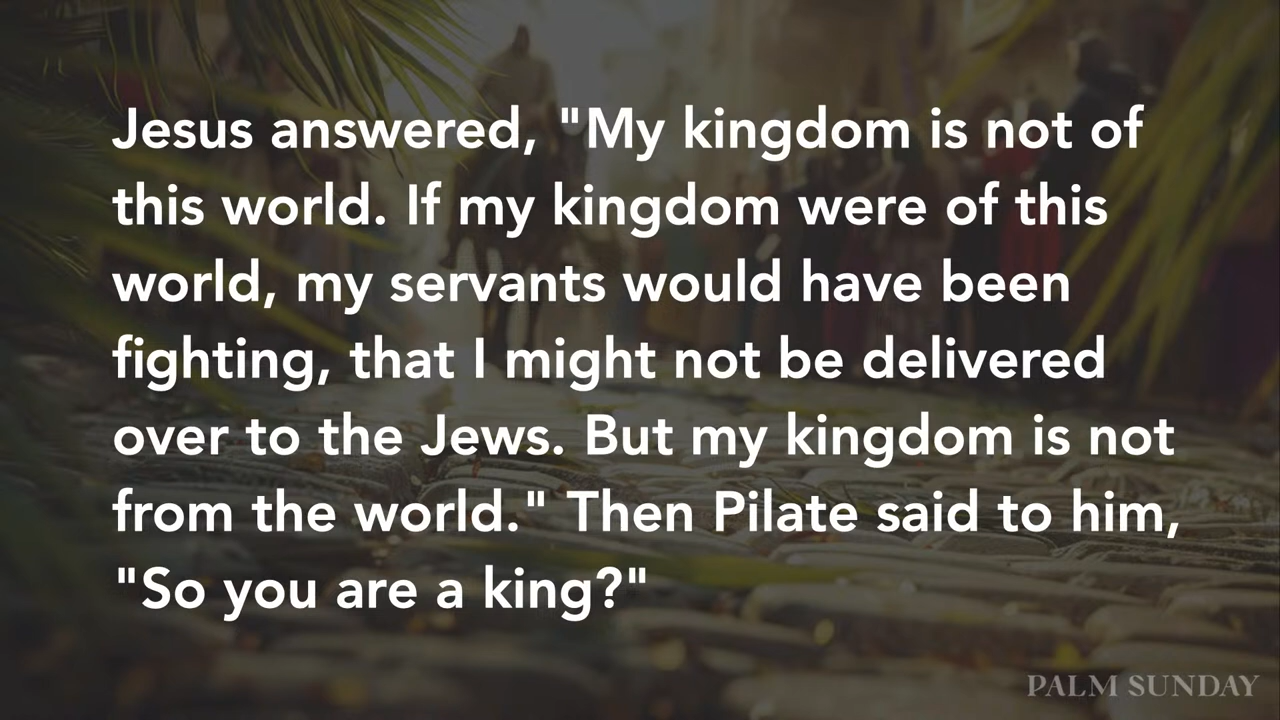 Jesus answered, "My kingdom is not of
this world. If my kingdom were of this
world, my servants would have been
fighting, that I might not be delivered
over to the Jews. But my kingdom is not
from the world." Then Pilate said to him,
"So you are a king?"
PALM SUNDAY